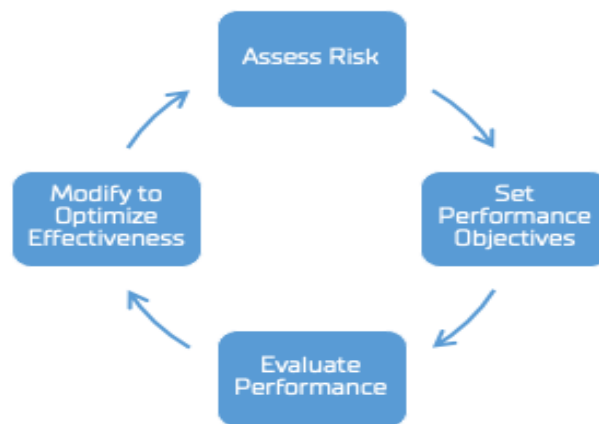 Assess Risk
Set
Performance
Objectives
Evaluate
Performance
Modify to
Optimize
Effectiveness